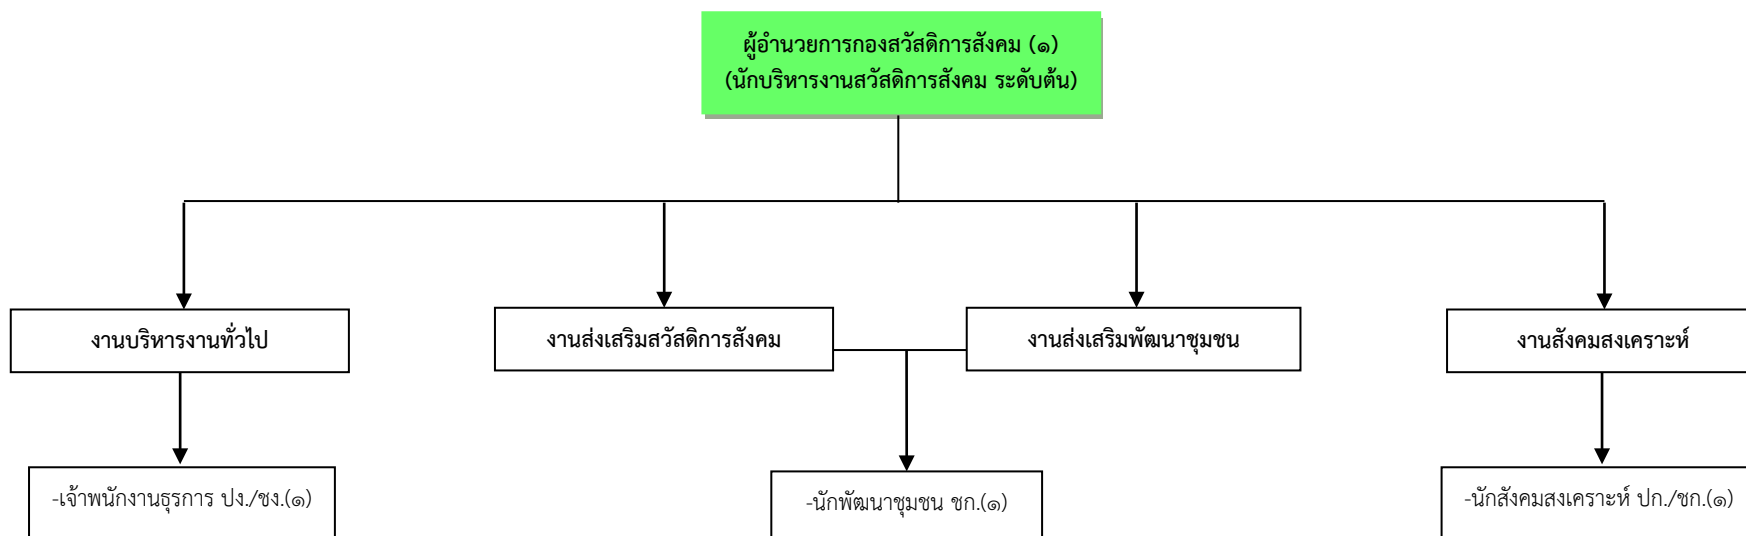 ผู้อำนวยการกองสวัสดิการสังคม (๑)
(นักบริหารงานสวัสดิการสังคม ระดับต้น)
งานบริหารงานทั่วไป
งานส่งเสริมสวัสดิการสังคม
งานส่งเสริมพัฒนาชุมชน
งานสังคมสงเคราะห์
-เจ้าพนักงานธุรการ ปง./ชง.(๑)
-นักพัฒนาชุมชน ชก.(๑)
-นักสังคมสงเคราะห์ ปก./ชก.(๑)